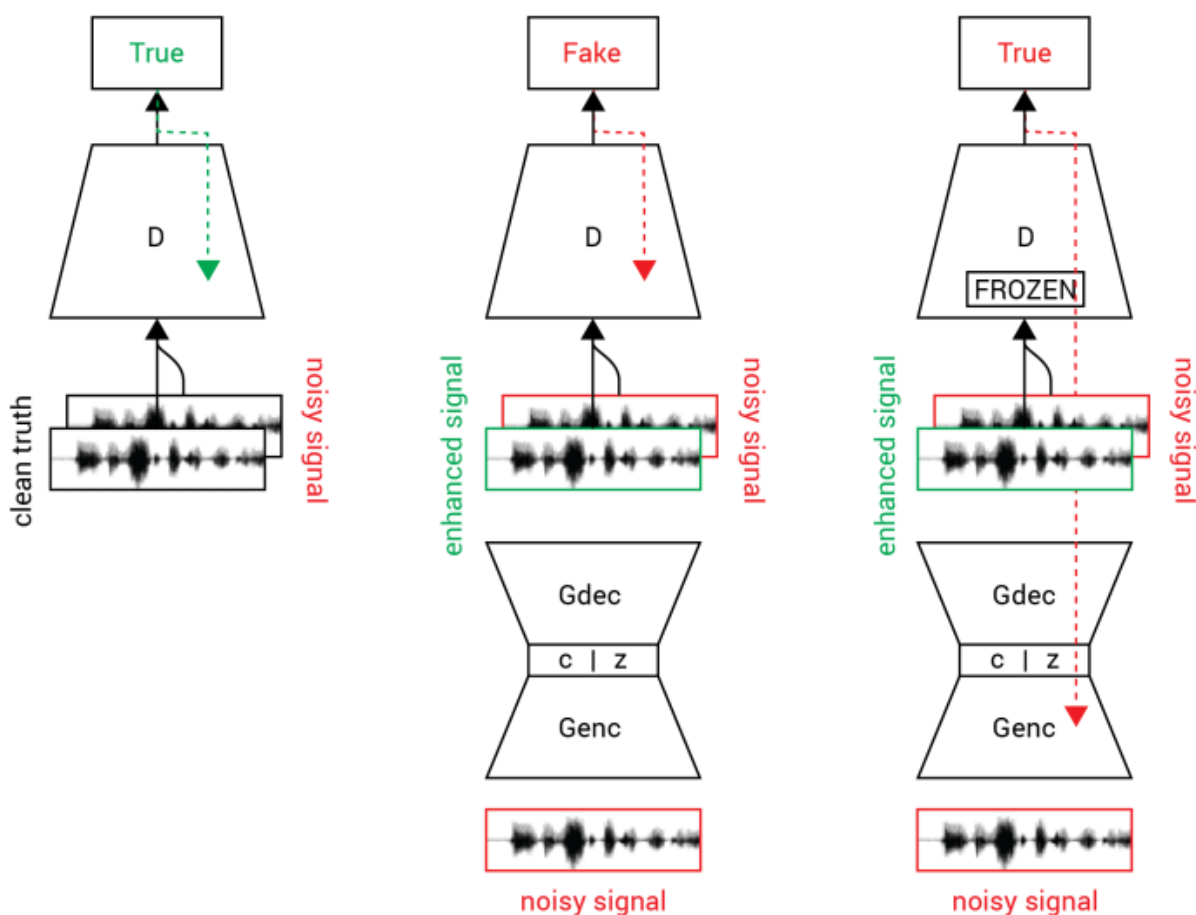 True
Fake
True
D
D
D
FROZEN
clean truth
noisy signal
enhanced signal
noisy signal
enhanced signal
noisy signal
Gdec
Gdec
c | z
c | z
Genc
Genc
noisy signal
noisy signal